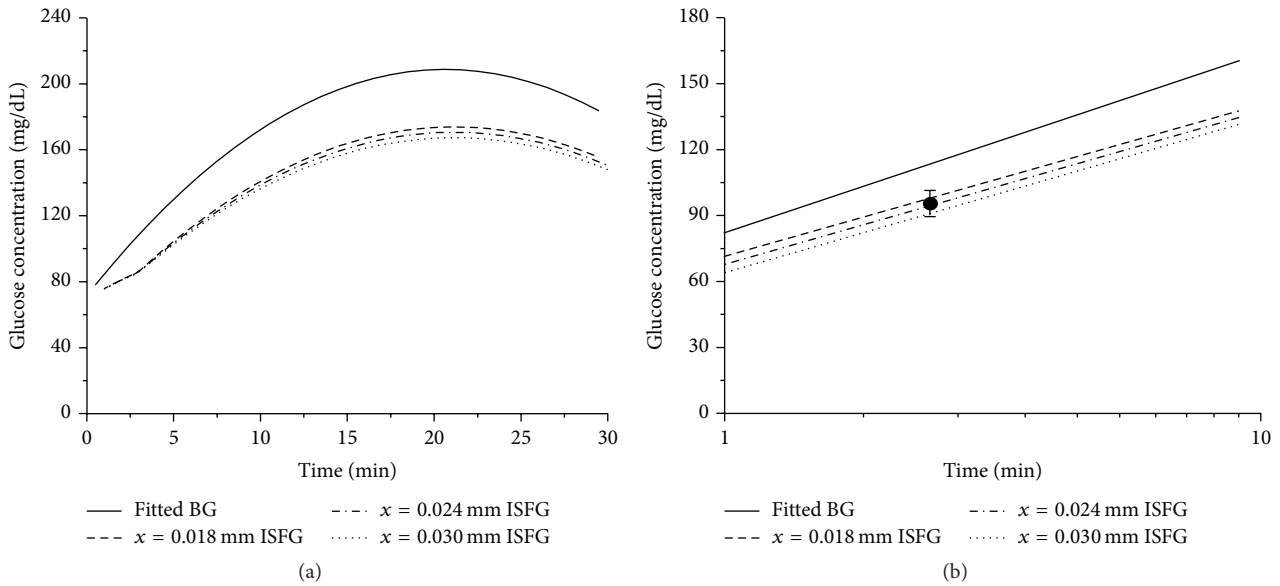 240
200
160
120
80
40
0
Glucose concentration (mg/dL)
0 5 10 15 20 25 30
Time (min)
Fitted BG
x = 0.018 mm ISFG
x = 0.024 mm ISFG
x = 0.030 mm ISFG
(a)
180
150
120
90
60
30
0
Glucose concentration (mg/dL)
1 10
Time (min)
Fitted BG
x = 0.018 mm ISFG
x = 0.024 mm ISFG
x = 0.030 mm ISFG
(b)